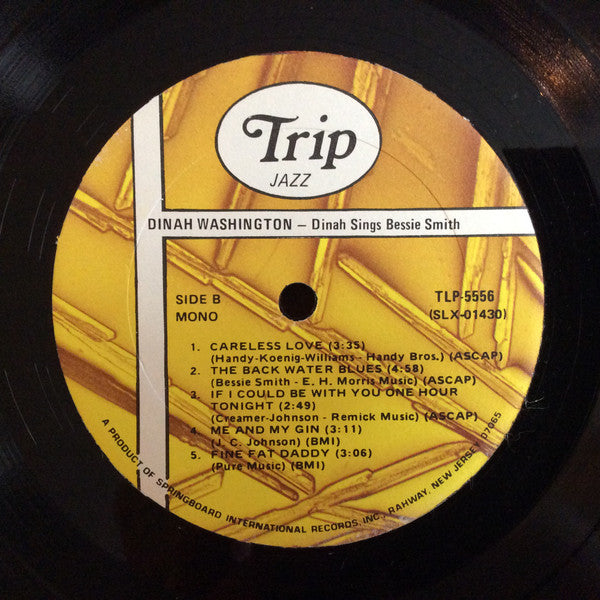 Trip
JAZZ
DINAH WASHINGTON – Dinah Sings Bessie Smith
SIDE B
MONO
TLP-5556
(SLX-01430)
1. CARELESS LOVE (3:35)
(Handy-Koenig-Williams - Handy Bros.) (ASCAP)
2. THE BACK WATER BLUES (4:58)
(Bessie Smith - E. H. Morris Music) (ASCAP)
3. IF I COULD BE WITH YOU ONE HOUR
TONIGHT (2:49)
(Creamer-Johnson - Remick Music) (ASCAP)
4. ME AND MY GIN (3:11)
(J. C. Johnson) (BMI)
5. FINE FAT DADDY (3:06)
(Pure Music) (BMI)
A PRODUCT OF SPRINGBOARD INTERNATIONAL RECORDS, INC., RAHWAY, NEW JERSEY 07065